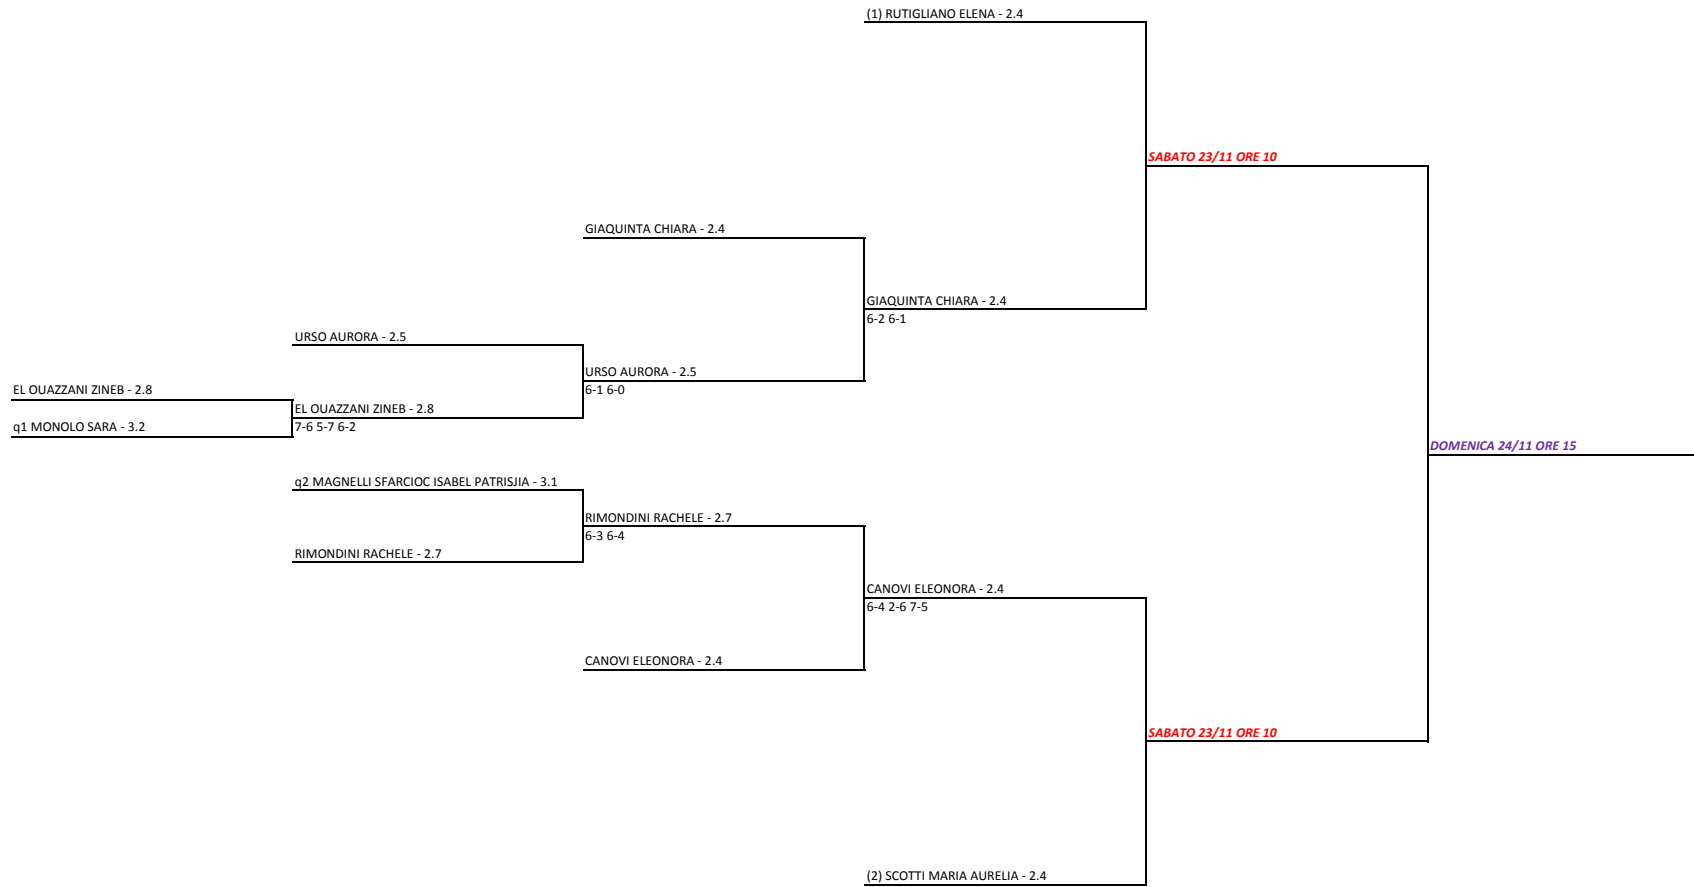 (1) RUTIGLIANO ELENA - 2.4
SABATO 23/11 ORE 10
GIAQUINTA CHIARA - 2.4
GIAQUINTA CHIARA - 2.4
6-2 6-1
URSO AURORA - 2.5
URSO AURORA - 2.5
6-1 6-0
EL OUAZZANI ZINEB - 2.8
EL OUAZZANI ZINEB - 2.8
7-6 5-7 6-2
q1 MONOLO SARA - 3.2
DOMENICA 24/11 ORE 15
q2 MAGNELLI SFARCIOC ISABEL PATRISJIA - 3.1
RIMONDINI RACHELE - 2.7
6-3 6-4
RIMONDINI RACHELE - 2.7
CANOVI ELEONORA - 2.4
6-4 2-6 7-5
CANOVI ELEONORA - 2.4
SABATO 23/11 ORE 10
(2) SCOTTI MARIA AURELIA - 2.4